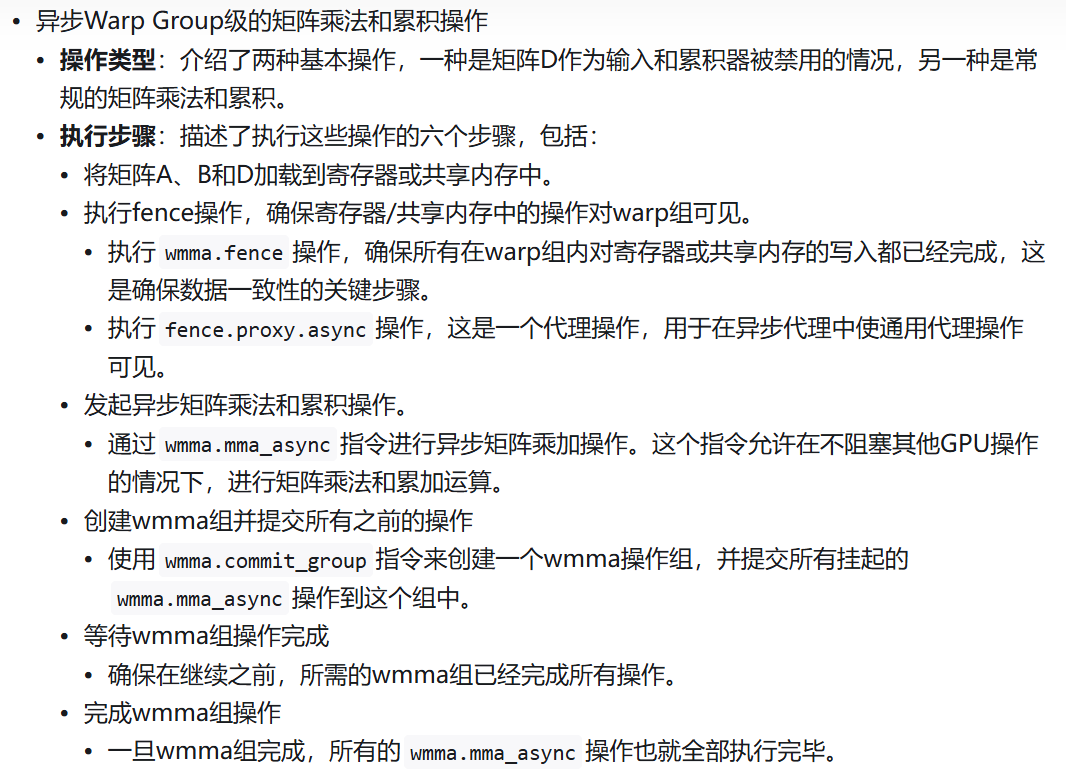 异步Warp Group级的矩阵乘法和累积操作
操作类型：介绍了两种基本操作，一种是矩阵D作为输入和累积器被禁用的情况，另一种是常
规的矩阵乘法和累积。
执行步骤：描述了执行这些操作的六个步骤，包括：
将矩阵A、B和D加载到寄存器或共享内存中。
执行fence操作，确保寄存器/共享内存中的操作对warp组可见。
执行 wmma.fence 操作，确保所有在warp组内对寄存器或共享内存的写入都已经完成，这
是确保数据一致性的关键步骤。
执行 fence.proxy.async 操作，这是一个代理操作，用于在异步代理中使通用代理操作
可见。
发起异步矩阵乘法和累积操作。
通过 wmma.mma_async 指令进行异步矩阵乘加操作。这个指令允许在不阻塞其他GPU操作
的情况下，进行矩阵乘法和累加运算。
创建wmma组并提交所有之前的操作
使用 wmma.commit_group 指令来创建一个wmma操作组，并提交所有挂起的
wmma.mma_async 操作到这个组中。
等待wmma组操作完成
确保在继续之前，所需的wmma组已经完成所有操作。
完成wmma组操作
一旦wmma组完成，所有的 wmma.mma_async 操作也就全部执行完毕。